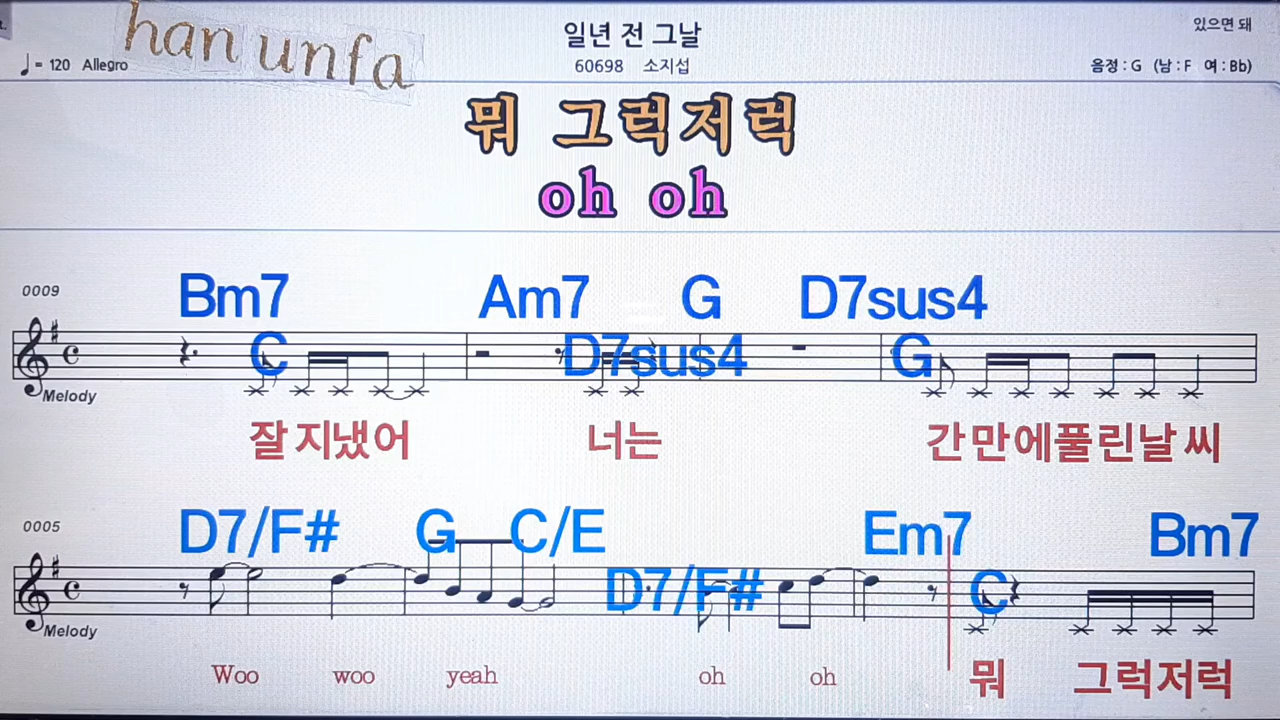 han unfa
일년 전 그날
있으면 돼
♩= 120 Allegro
60698 소지섭
음정 : G (남 : F 여 : Bb)
뭐 그럭저럭
oh oh
0009
Bm7 Am7 G D7sus4
C D7sus4 G
Melody
잘 지냈어 너는 간만에풀린날씨
0005
D7/F# G C/E Em7 Bm7
D7/F# C
Melody
Woo woo yeah oh oh 뭐 그럭저럭